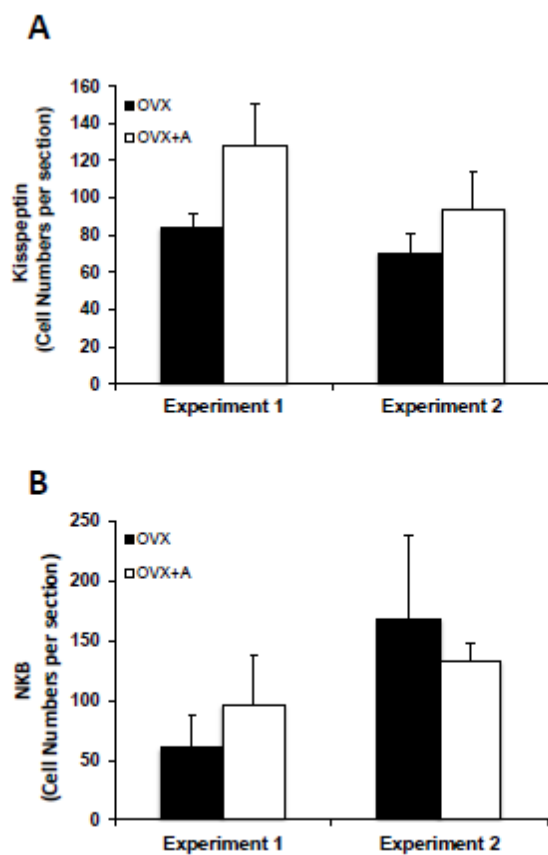 A
Kisspeptin
(Cell Numbers per section)
160
140
120
100
80
60
40
20
0
OVX
OVX+A
Experiment 1 Experiment 2
B
NKB
(Cell Numbers per section)
250
200
150
100
50
0
OVX
OVX+A
Experiment 1 Experiment 2